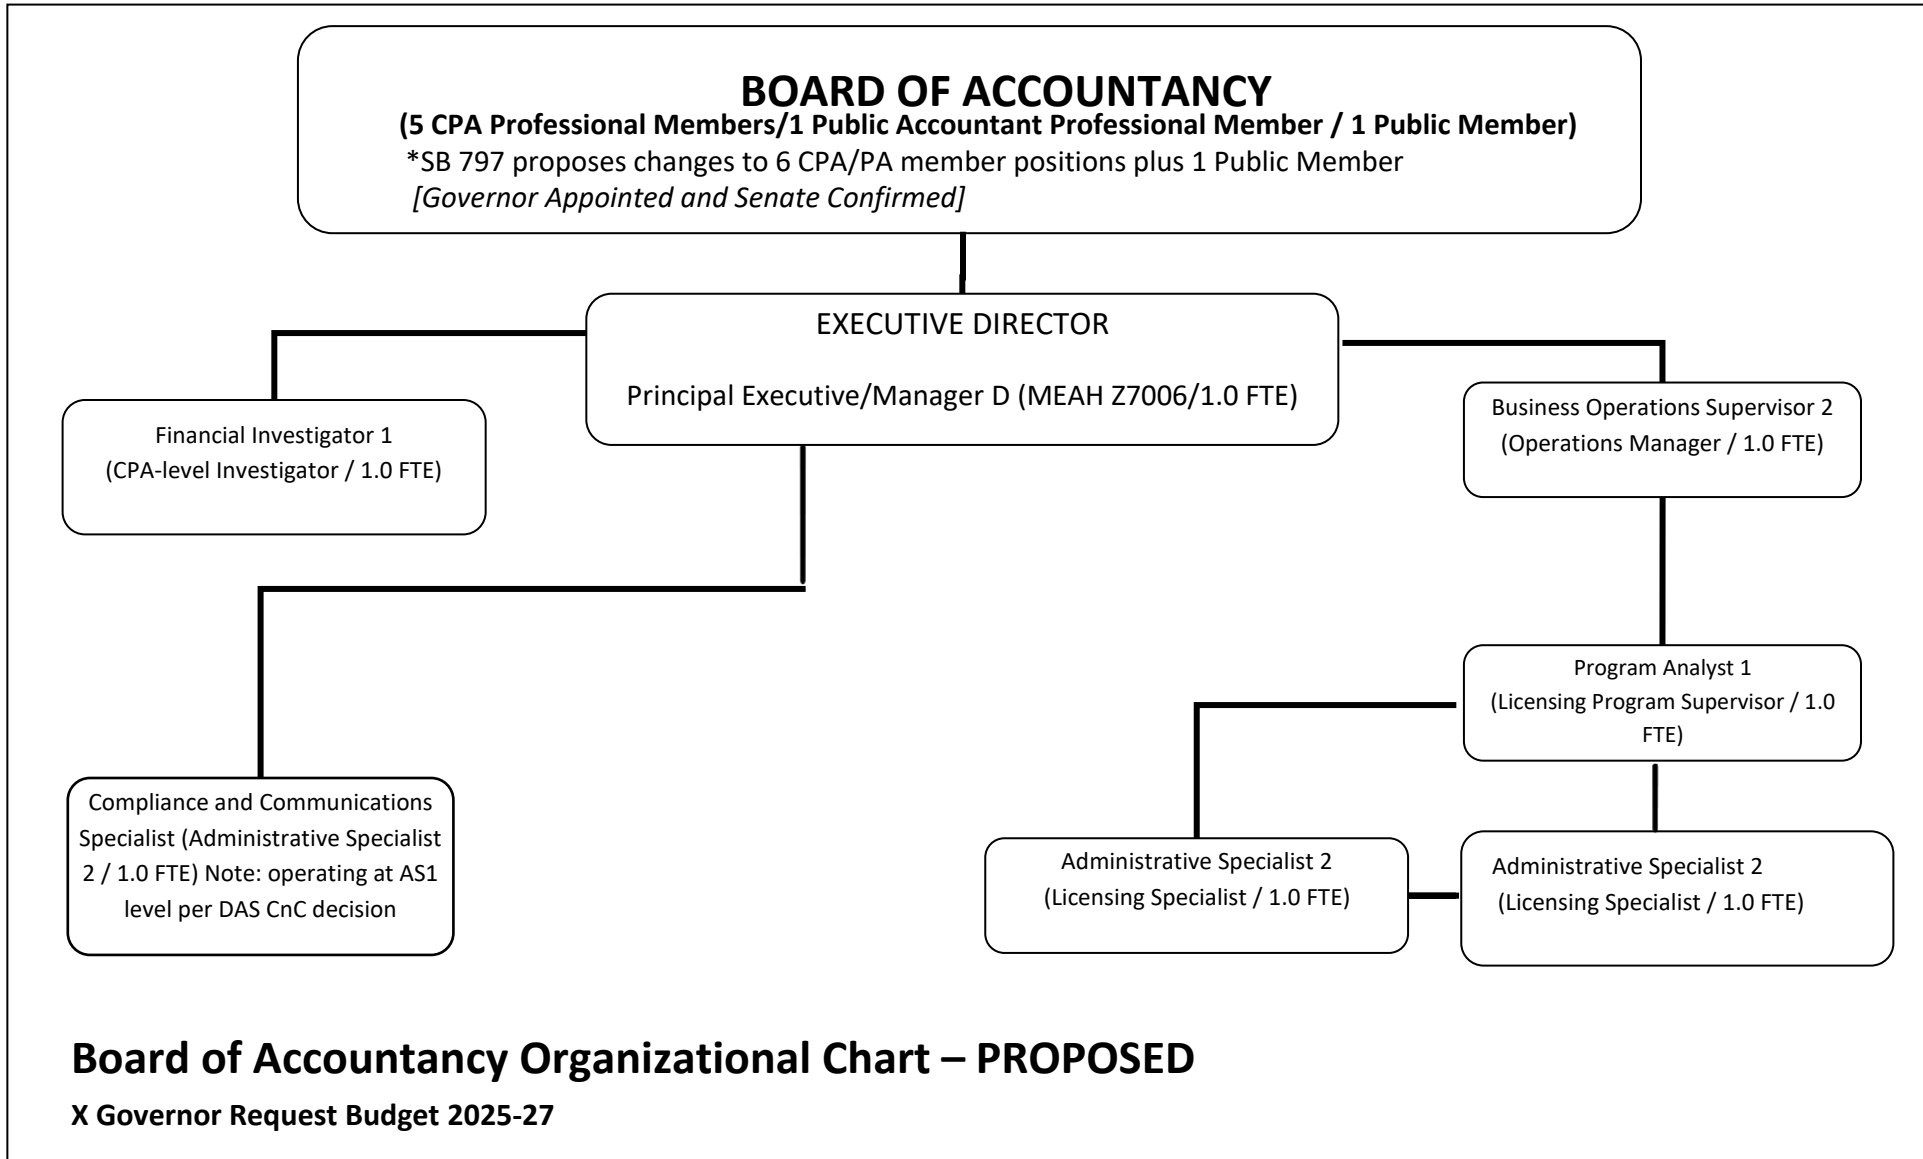 BOARD OF ACCOUNTANCY
(5 CPA Professional Members/1 Public Accountant Professional Member / 1 Public Member)
*SB 797 proposes changes to 6 CPA/PA member positions plus 1 Public Member
[Governor Appointed and Senate Confirmed]
EXECUTIVE DIRECTOR
Principal Executive/Manager D (MEAH Z7006/1.0 FTE)
Financial Investigator 1
(CPA-level Investigator / 1.0 FTE)
Business Operations Supervisor 2
(Operations Manager / 1.0 FTE)
Program Analyst 1
(Licensing Program Supervisor / 1.0
FTE)
Compliance and Communications
Specialist (Administrative Specialist
2 / 1.0 FTE) Note: operating at AS1
level per DAS CnC decision
Administrative Specialist 2
(Licensing Specialist / 1.0 FTE)
Administrative Specialist 2
(Licensing Specialist / 1.0 FTE)
Board of Accountancy Organizational Chart – PROPOSED
X Governor Request Budget 2025-27